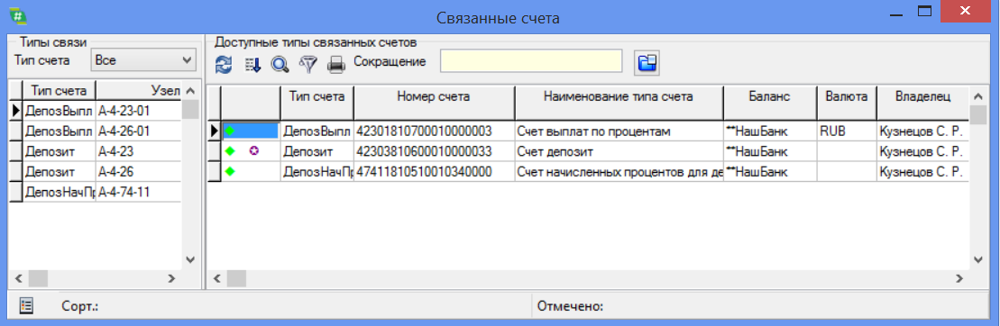 Связанные счета
Типы связи
Тип счета Все
Тип счета Узел
ДепозВыпл А-4-23-01
ДепозВыпл А-4-26-01
Депозит А-4-23
Депозит А-4-26
ДепозНачПр А-4-74-11
Доступные типы связанных счетов
Сокращение
Тип счета Номер счета Наименование типа счета Баланс Валюта Владелец
ДепозВыпл 42301810700010000003 Счет выплат по процентам **НашБанк RUB Кузнецов С. Р.
Депозит 42303810600010000033 Счет депозит **НашБанк Кузнецов С. Р.
ДепозНачПр 47411810510010340000 Счет начисленных процентов для де **НашБанк Кузнецов С. Р.
Сорт.: Отмечено: